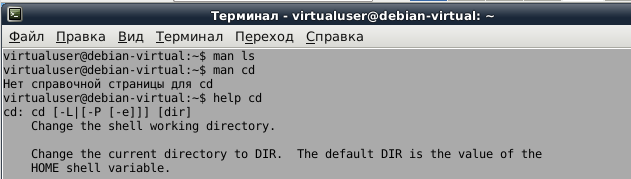 Терминал - virtualuser@debian-virtual: ~
Файл Правка Вид Терминал Переход Справка
virtualuser@debian-virtual:~$ man ls
virtualuser@debian-virtual:~$ man cd
Нет справочной страницы для cd
virtualuser@debian-virtual:~$ help cd
cd: cd [-L|[-P [-e]]] [dir]
    Change the shell working directory.
    Change the current directory to DIR.  The default DIR is the value of the
    HOME shell variable.